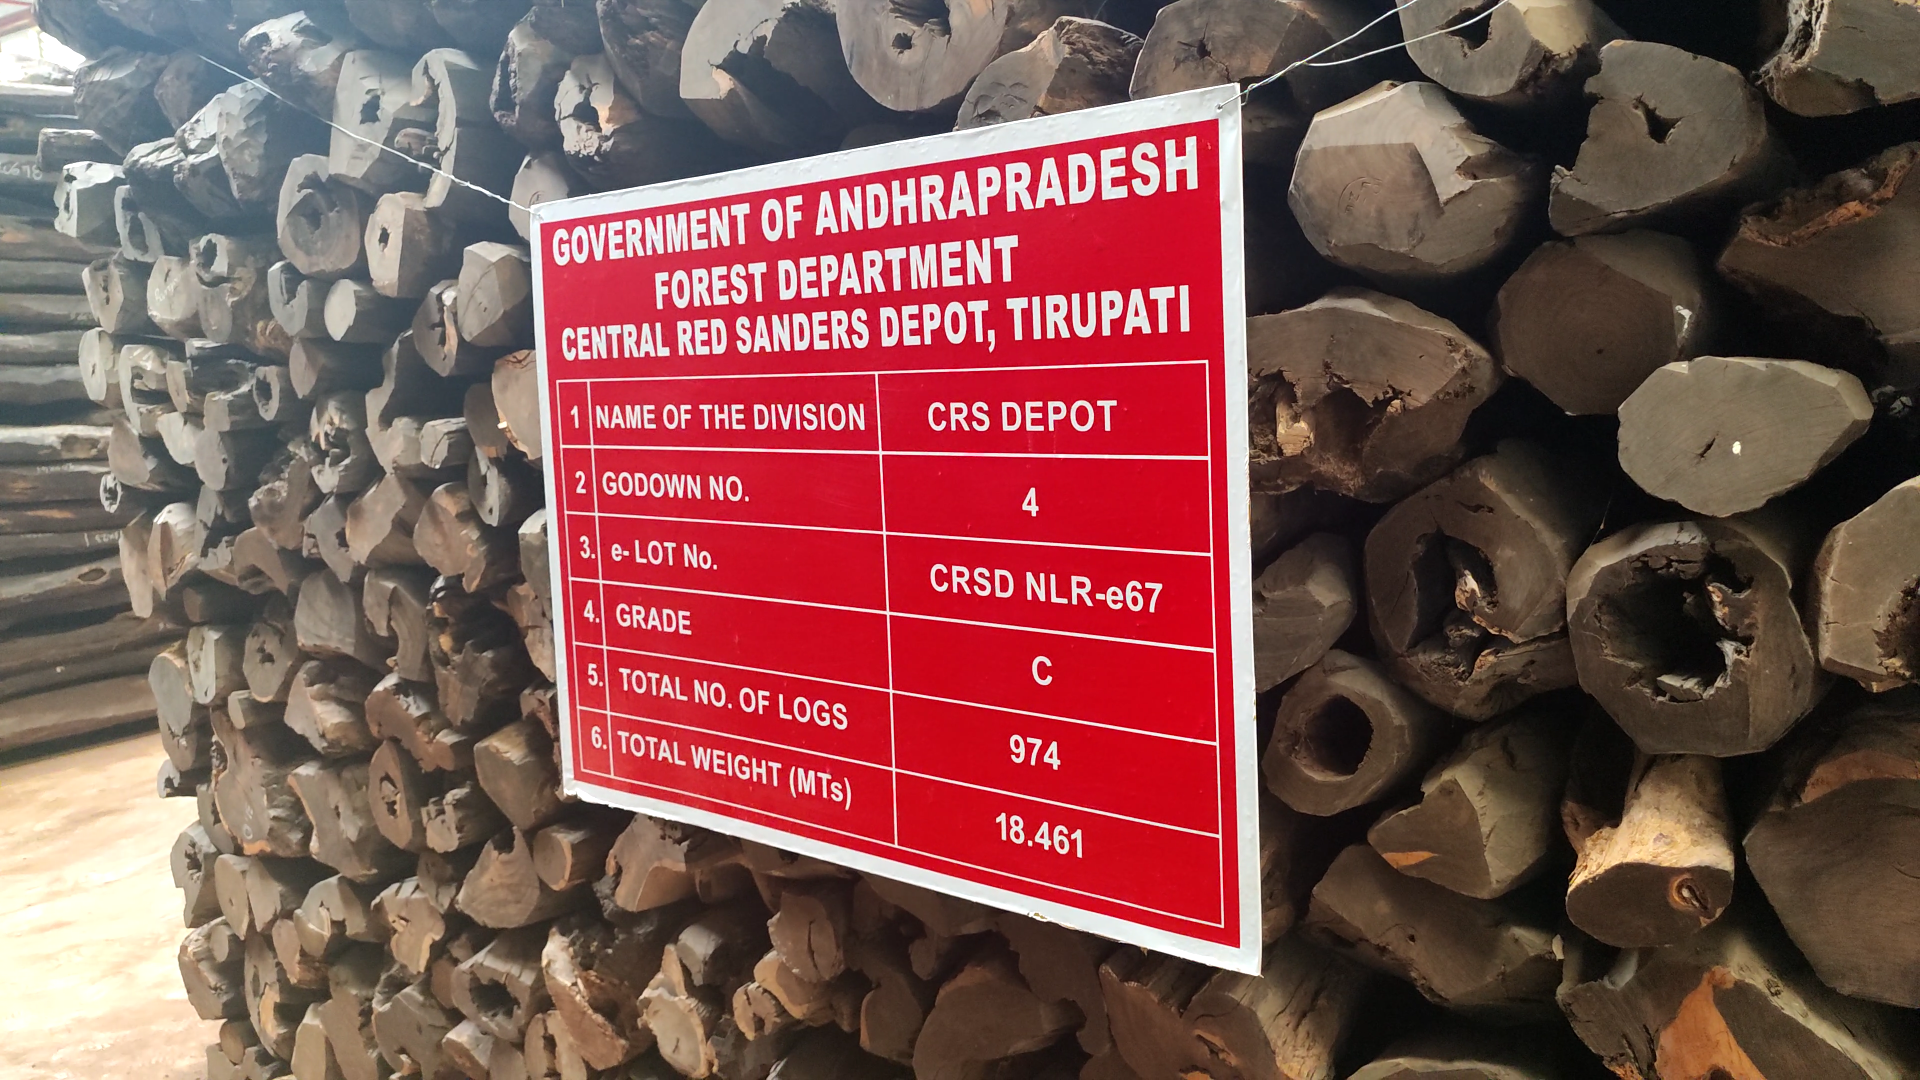 GOVERNMENT OF ANDHRAPRADESH
FOREST DEPARTMENT
CENTRAL RED SANDERS DEPOT, TIRUPATI
1 NAME OF THE DIVISION CRS DEPOT
2 GODOWN NO. 4
3. e- LOT No. CRSD NLR-e67
4. GRADE C
5. TOTAL NO. OF LOGS 974
6. TOTAL WEIGHT (MTs) 18.461